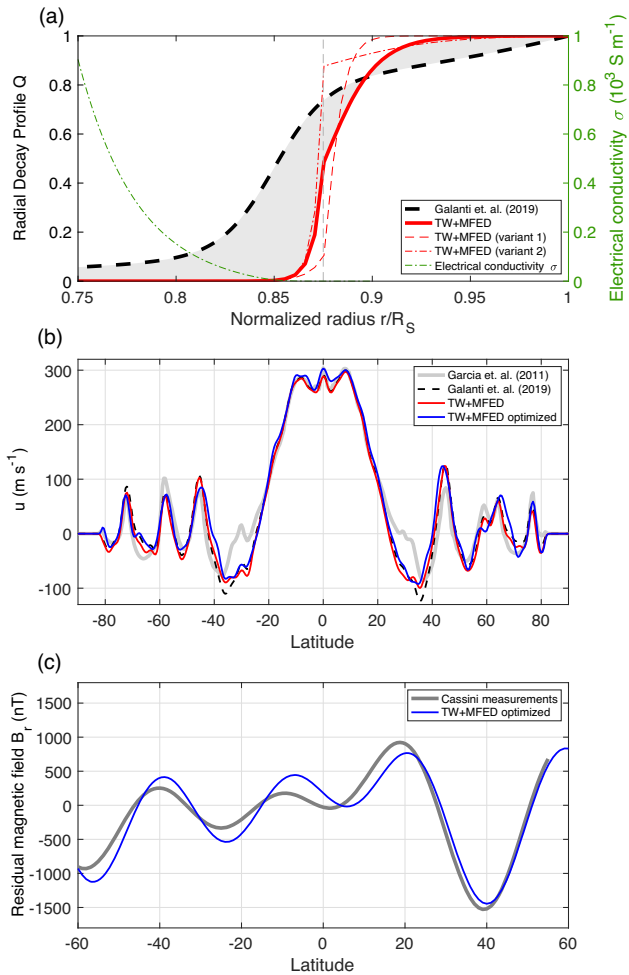 (a)
Radial Decay Profile Q
1
0.8
0.6
0.4
0.2
0
1
0.8
0.6
0.4
0.2
0
Electrical conductivity σ (10³ S m⁻¹)
Galanti et. al. (2019)
TW+MFED
TW+MFED (variant 1)
TW+MFED (variant 2)
Electrical conductivity σ
0.75 0.8 0.85 0.9 0.95 1
Normalized radius r/R_S
(b)
u (m s⁻¹)
300
200
100
0
-100
Garcia et. al. (2011)
Galanti et. al. (2019)
TW+MFED
TW+MFED optimized
-80 -60 -40 -20 0 20 40 60 80
Latitude
(c)
Residual magnetic field B_r (nT)
1500
1000
500
0
-500
-1000
-1500
Cassini measurements
TW+MFED optimized
-60 -40 -20 0 20 40 60
Latitude